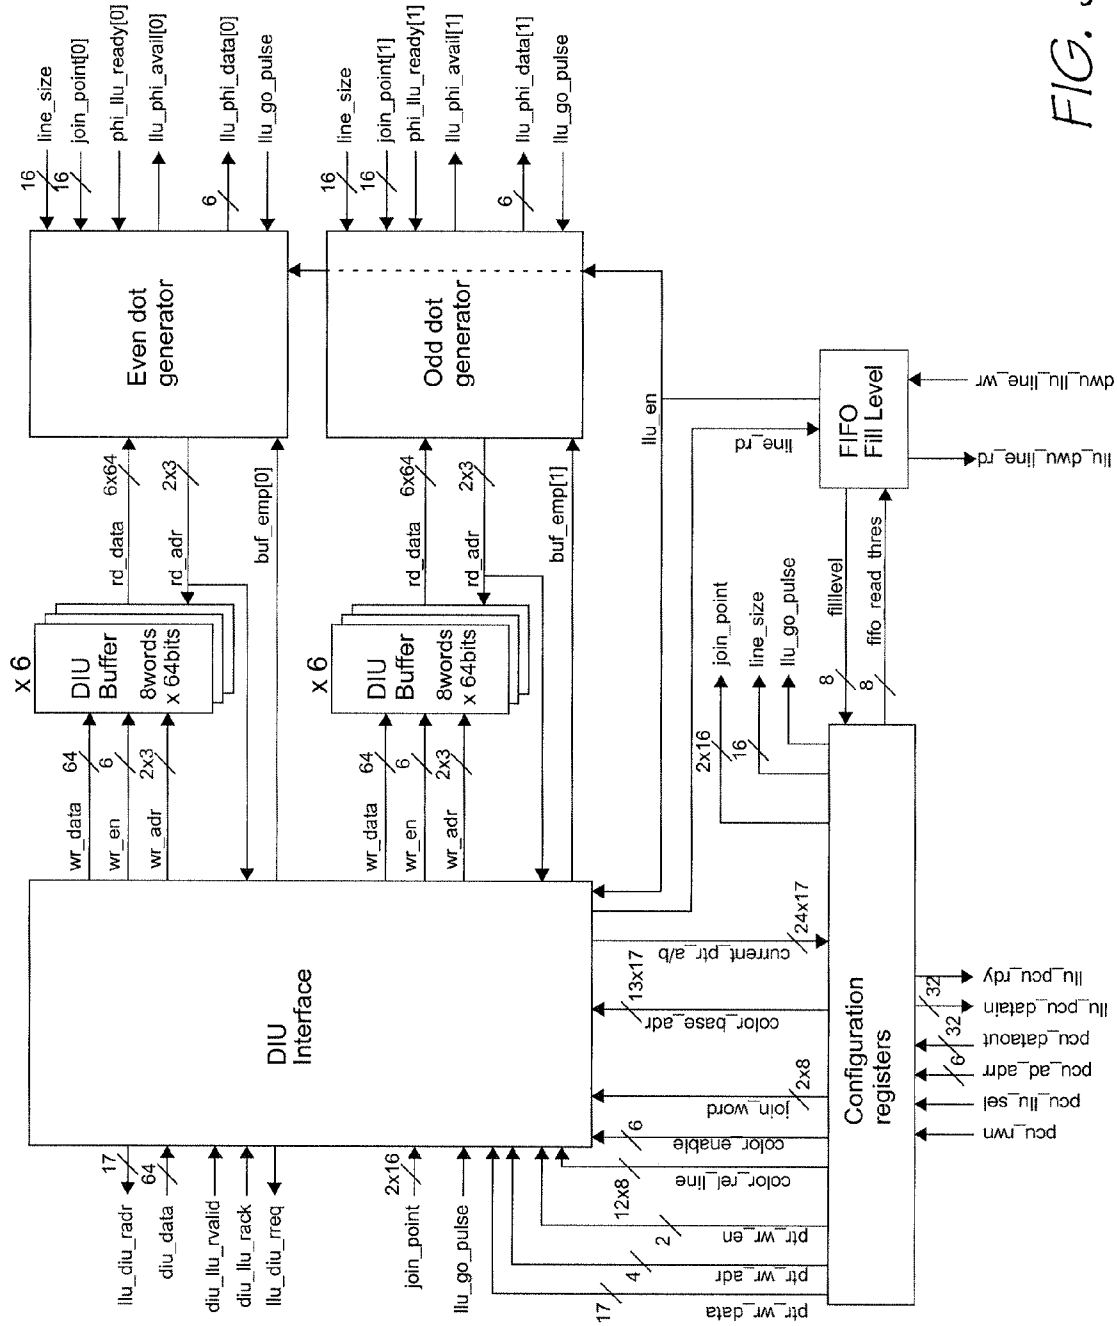 line_size
16
join_point[0]
16
phi_llu_ready[0]
llu_phi_avail[0]
llu_phi_data[0]
6
llu_go_pulse
Even dot
generator
line_size
16
join_point[1]
16
phi_llu_ready[1]
llu_phi_avail[1]
llu_phi_data[1]
6
llu_go_pulse
Odd dot
generator
FIG.
rd_data
6x64
rd_adr
2x3
buf_emp[0]
rd_data
6x64
rd_adr
2x3
buf_emp[1]
llu_en
line_rd
FIFO
Fill Level
dwu_llu_line_wr
llu_dwu_line_rd
x 6
DIU
Buffer
8words
x 64bits
x 6
DIU
Buffer
8words
x 64bits
wr_data
64
wr_en
6
wr_adr
2x3
wr_data
64
wr_en
6
wr_adr
2x3
join_point
2x16
line_size
16
llu_go_pulse
filllevel
8
fifo_read_thres
8
DIU
Interface
current_ptr_a/b
24x17
color_base_adr
13x17
join_word
2x8
color_enable
6
color_rel_line
12x8
ptr_wr_en
2
ptr_wr_adr
4
ptr_wr_data
17
Configuration
registers
llu_pcu_rdy
llu_pcu_datain
32
pcu_dataout
32
pcu_ad_adrr
6
pcu_llu_sel
pcu_rwn
llu_diu_radr
17
diu_data
64
diu_llu_rvalid
diu_llu_rack
llu_diu_rreq
join_point
2x16
llu_go_pulse